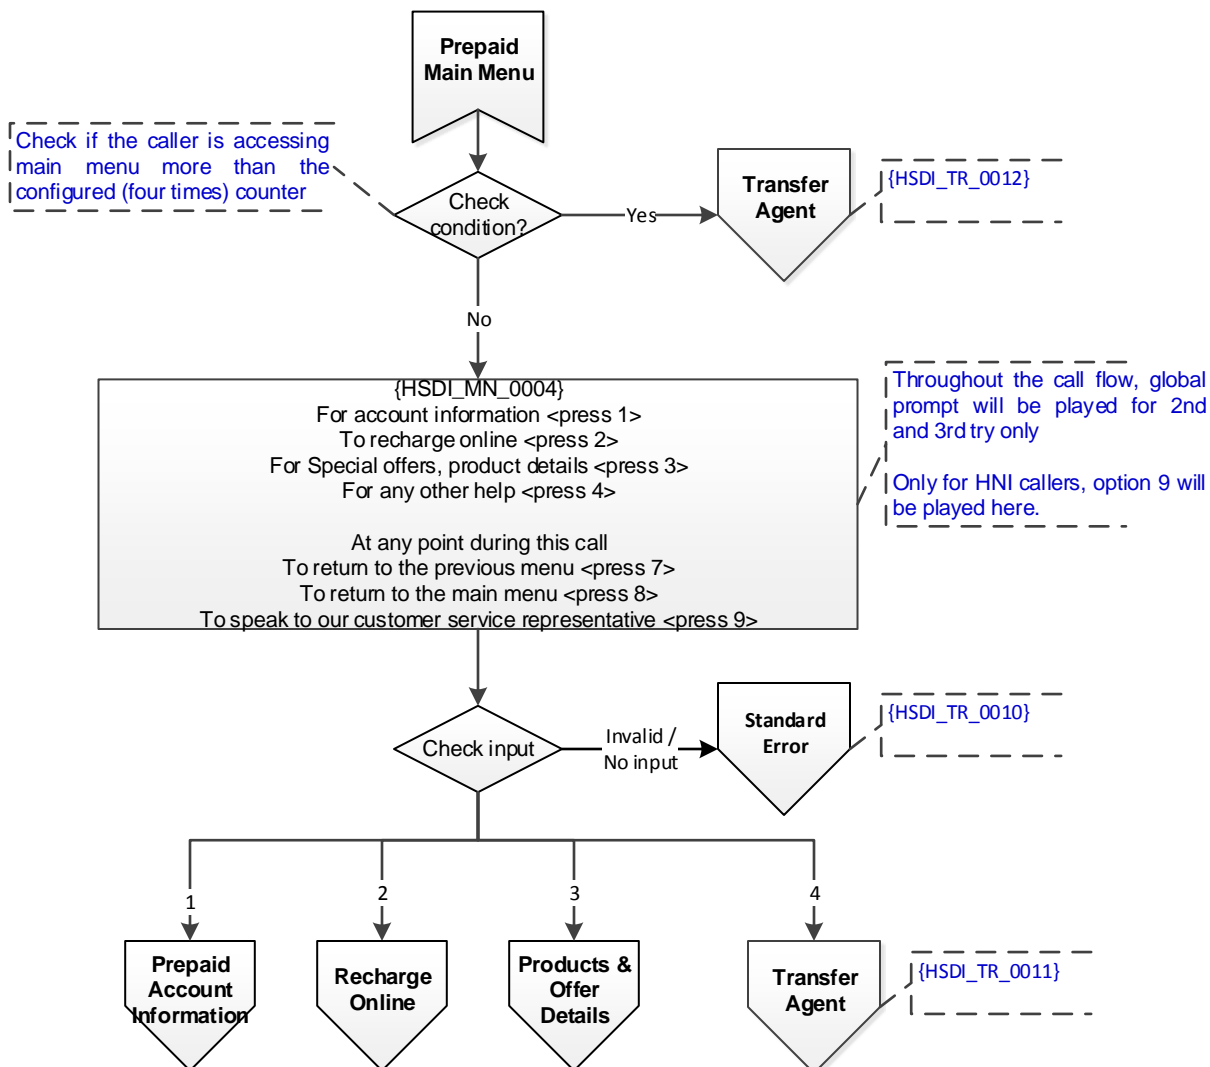 Prepaid
Main Menu
Check if the caller is accessing
main menu more than the
configured (four times) counter
Check
condition?
Yes
Transfer
Agent
{HSDI_TR_0012}
No
{HSDI_MN_0004}
For account information <press 1>
To recharge online <press 2>
For Special offers, product details <press 3>
For any other help <press 4>
At any point during this call
To return to the previous menu <press 7>
To return to the main menu <press 8>
To speak to our customer service representative <press 9>
Throughout the call flow, global
prompt will be played for 2nd
and 3rd try only
Only for HNI callers, option 9 will
be played here.
Check input
Invalid /
No input
Standard
Error
{HSDI_TR_0010}
1
2
3
4
Prepaid
Account
Information
Recharge
Online
Products &
Offer
Details
Transfer
Agent
{HSDI_TR_0011}